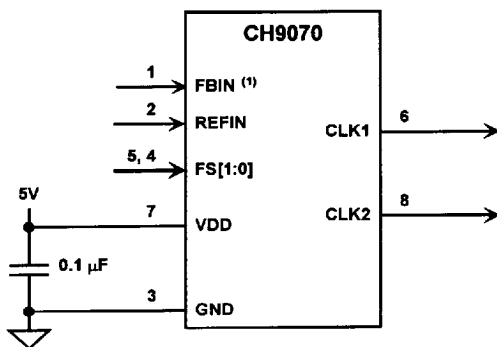 CH9070
1 FBIN (1)
2 REFIN
CLK1 6
5, 4 FS[1:0]
5V
7 VDD
CLK2 8
0.1 µF
3 GND